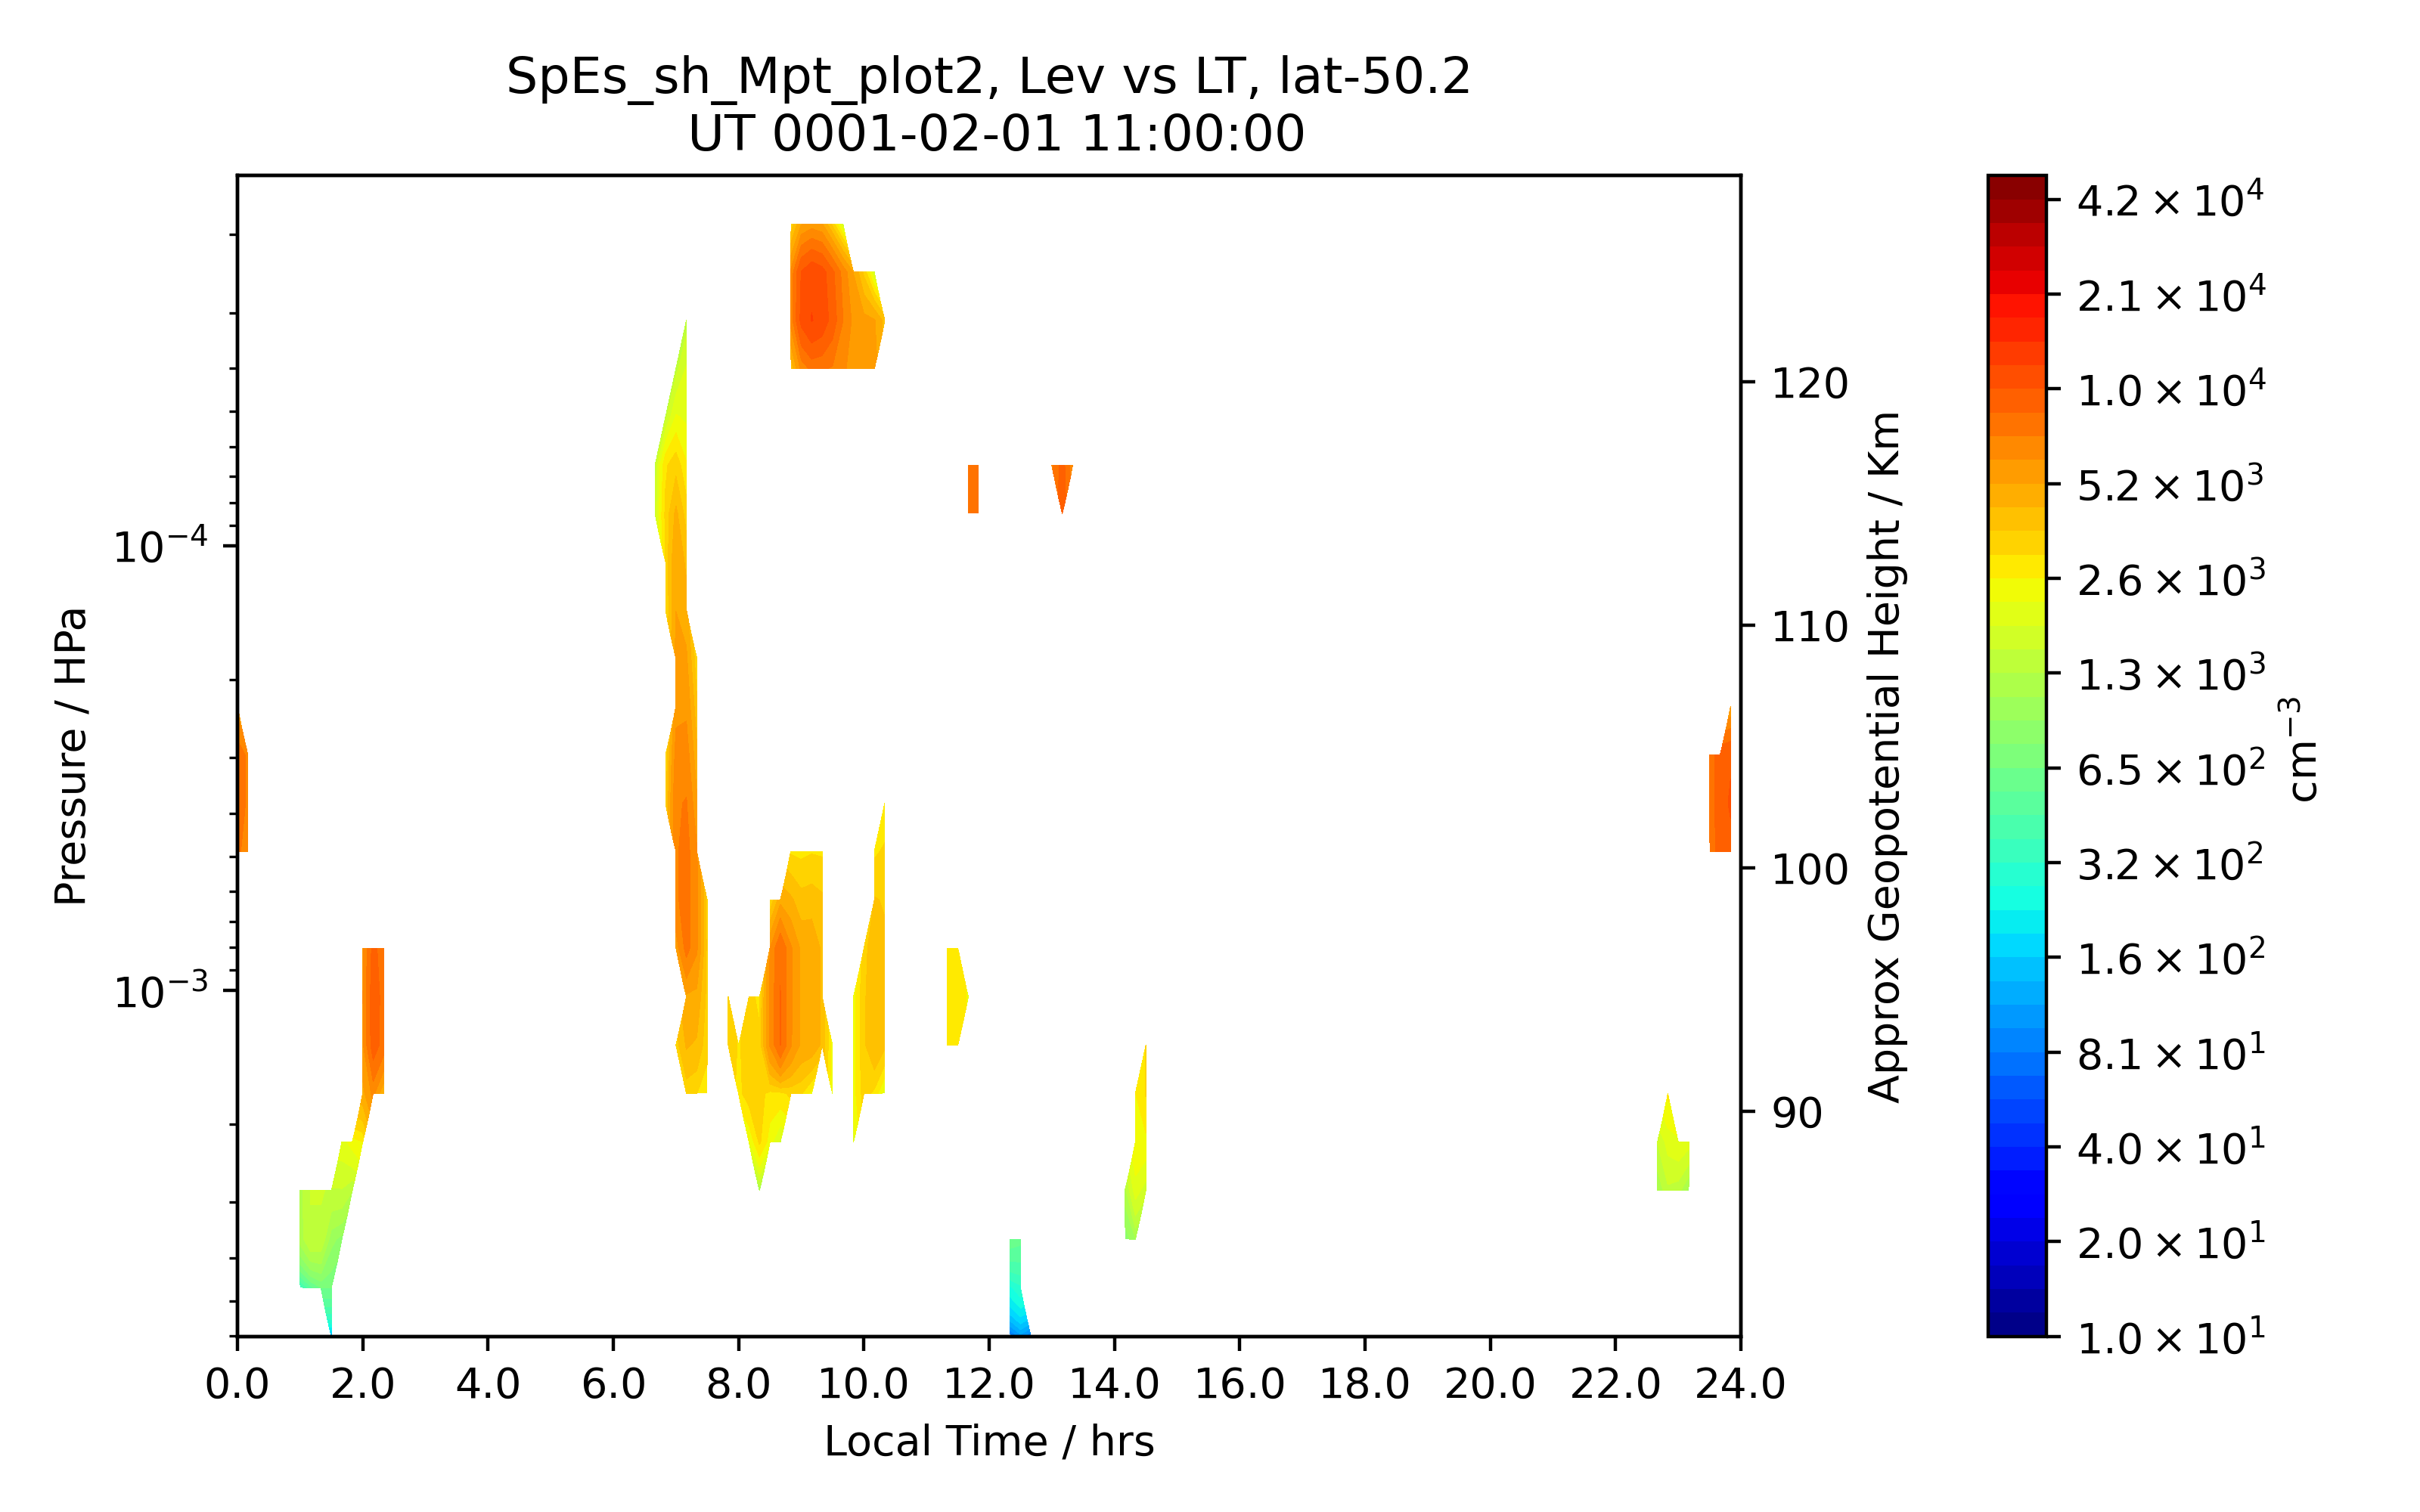 SpEs_sh_Mpt_plot2, Lev vs LT, lat-50.2
UT 0001-02-01 11:00:00
Pressure / HPa
10⁻⁴
10⁻³
0.0 2.0 4.0 6.0 8.0 10.0 12.0 14.0 16.0 18.0 20.0 22.0 24.0
Local Time / hrs
120
110
100
90
Approx Geopotential Height / Km
4.2 × 10⁴
2.1 × 10⁴
1.0 × 10⁴
5.2 × 10³
2.6 × 10³
1.3 × 10³
6.5 × 10²
3.2 × 10²
1.6 × 10²
8.1 × 10¹
4.0 × 10¹
2.0 × 10¹
1.0 × 10¹
cm⁻³